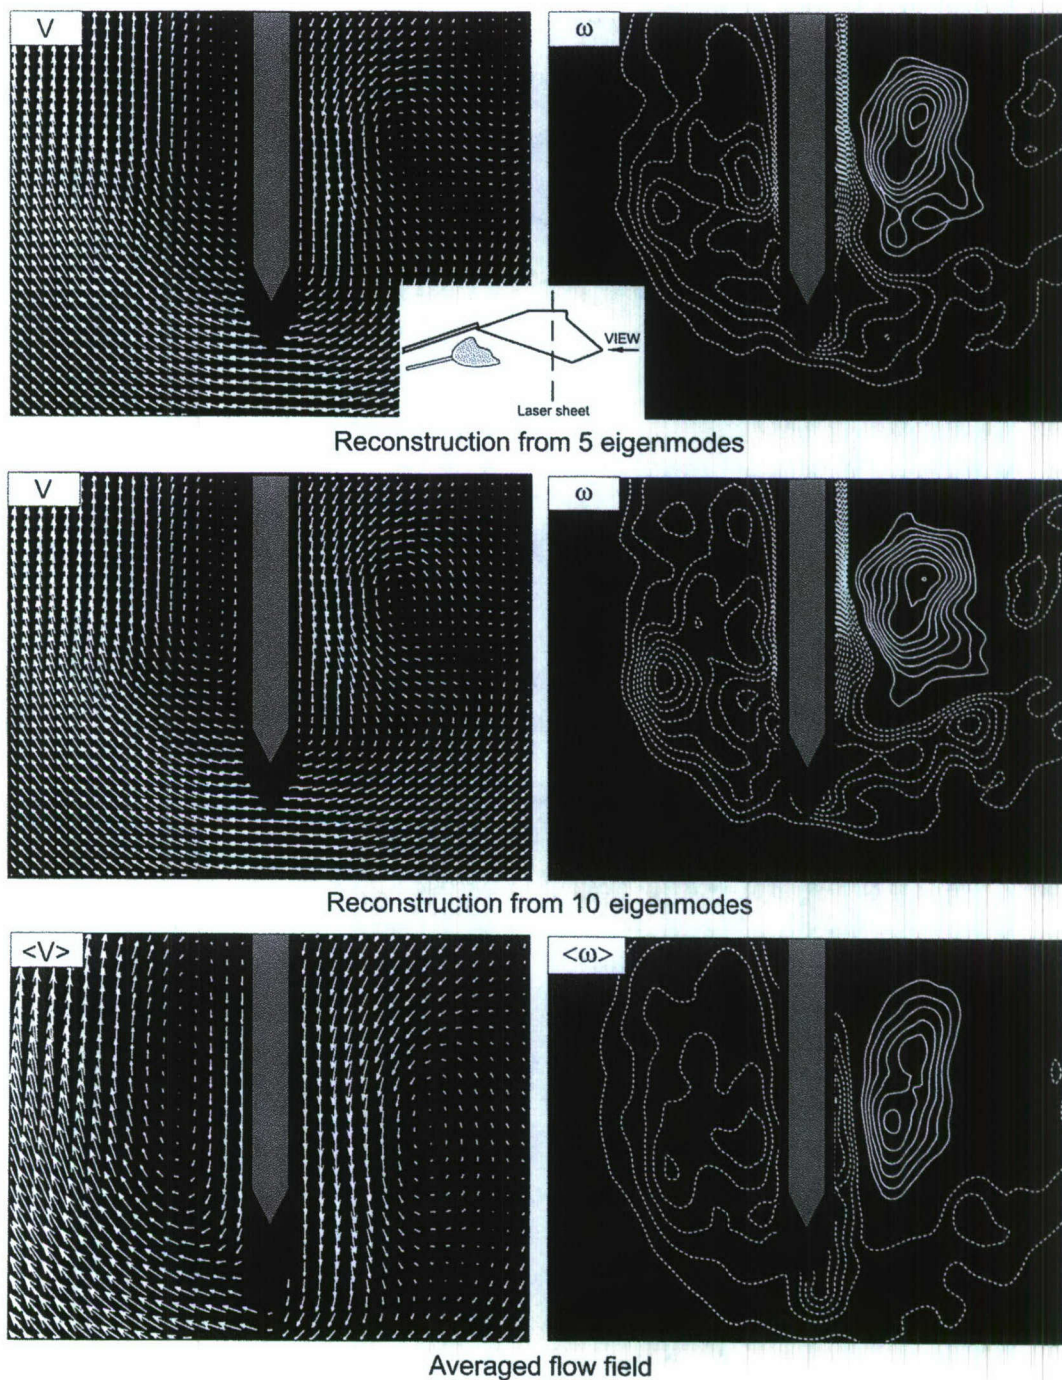 V
ω
VIEW
Laser sheet
Reconstruction from 5 eigenmodes
V
ω
Reconstruction from 10 eigenmodes
<V>
<ω>
Averaged flow field